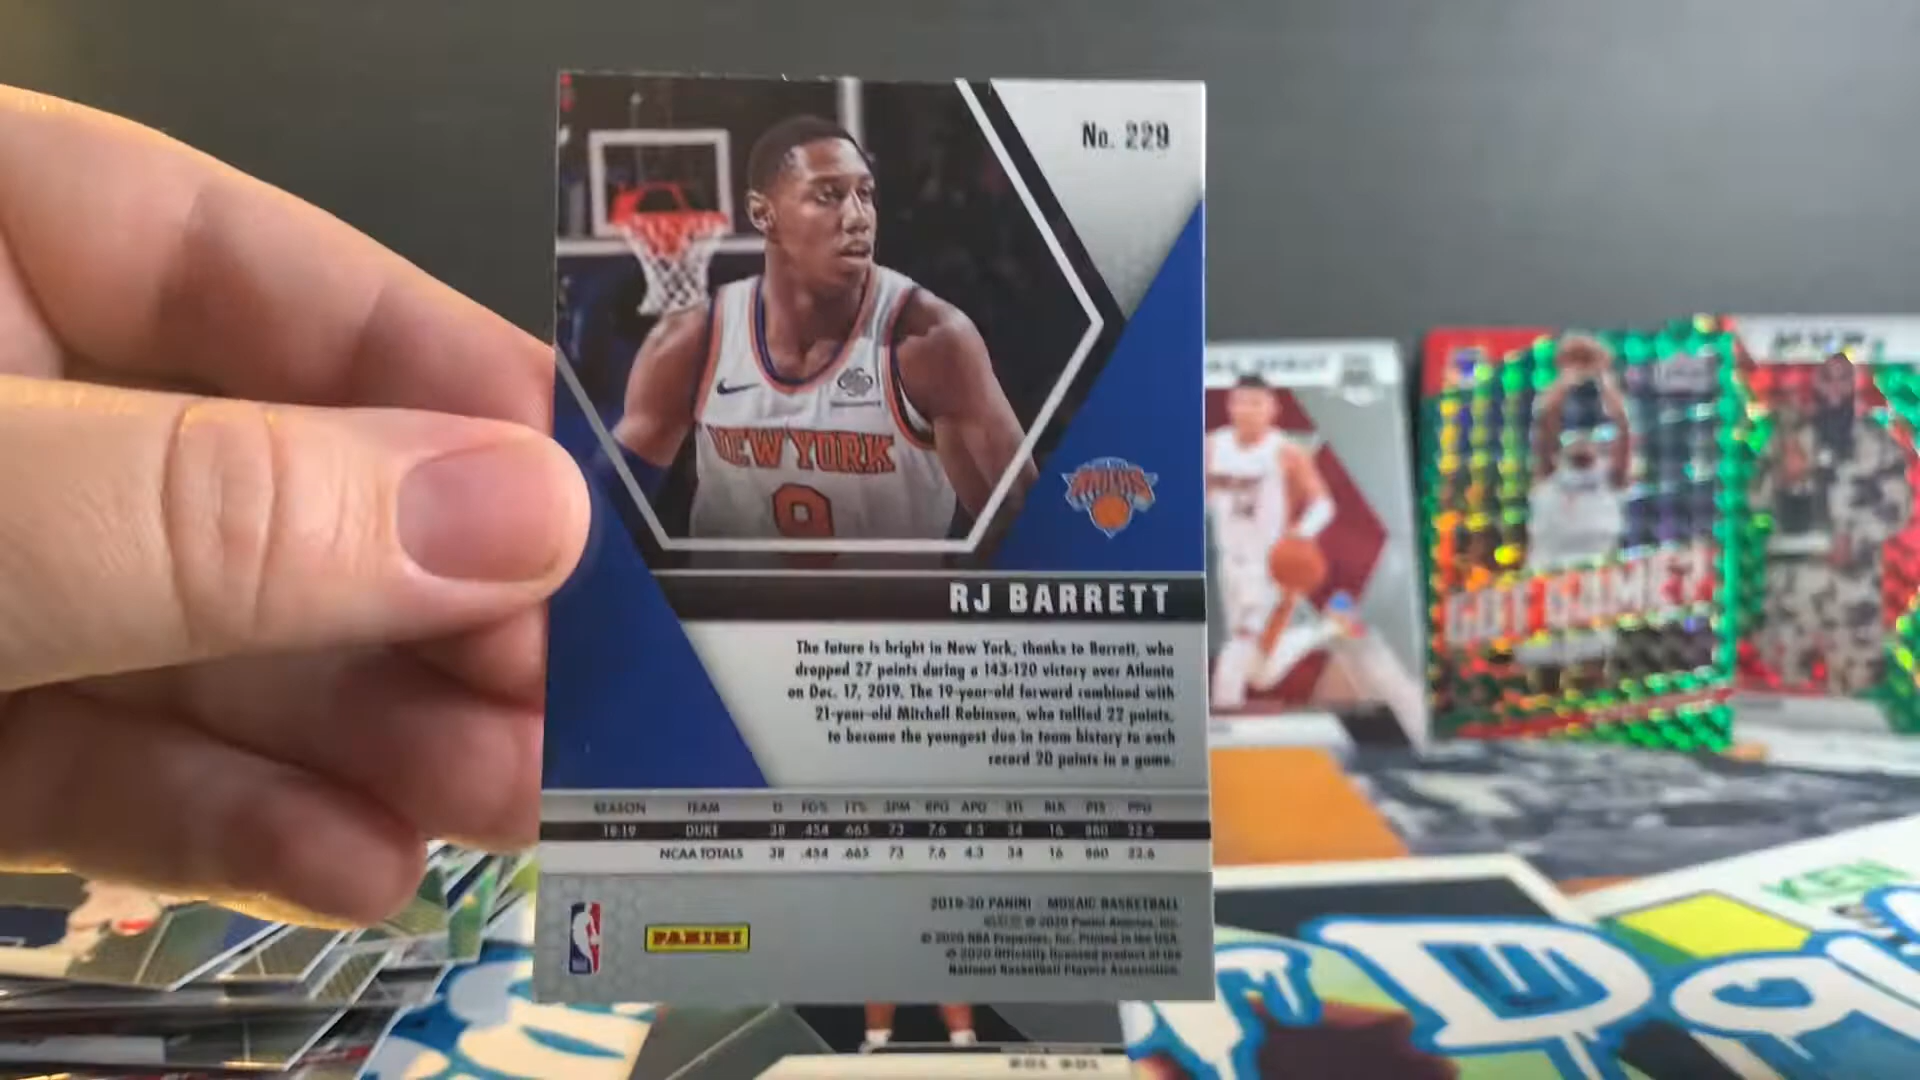 No. 229
NEW YORK
9
KNICKS
RJ BARRETT
The future is bright in New York, thanks to Barrett, who
dropped 27 points during a 143-120 victory over Atlanta
on Dec. 17, 2019. The 19-year-old forward combined with
21-year-old Mitchell Robinson, who tallied 22 points,
to become the youngest duo in team history to each
record 20 points in a game.
SEASON TEAM G FG% FT% 3PM RPG APG STL BLK PTS PPG
18-19 DUKE 38 .454 .665 73 7.6 4.3 34 16 860 22.6
NCAA TOTALS 38 .454 .665 73 7.6 4.3 34 16 860 22.6
2019-20 PANINI - MOSAIC BASKETBALL
© 2020 Panini America, Inc.
© 2020 NBA Properties, Inc. Printed in the USA.
© 2020 Officially licensed product of the
National Basketball Players Association.
PANINI
GOT GAME?
MVPs
BOL BOL